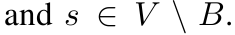 and s ∈ V \ B.